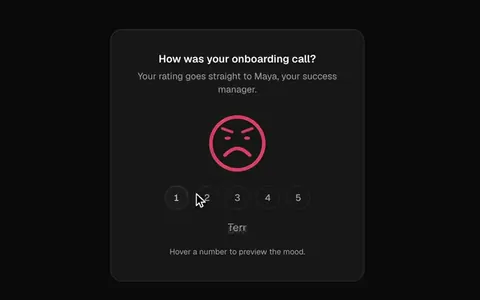 How was your onboarding call?
Your rating goes straight to Maya, your success
manager.
1 2 3 4 5
Hover a number to preview the mood.